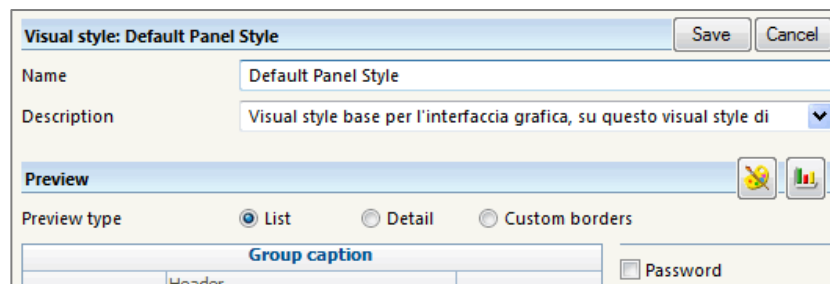 Visual style: Default Panel Style Save Cancel
Name Default Panel Style
Description Visual style base per l'interfaccia grafica, su questo visual style di
Preview
Preview type List Detail Custom borders
Group caption
Password
Header